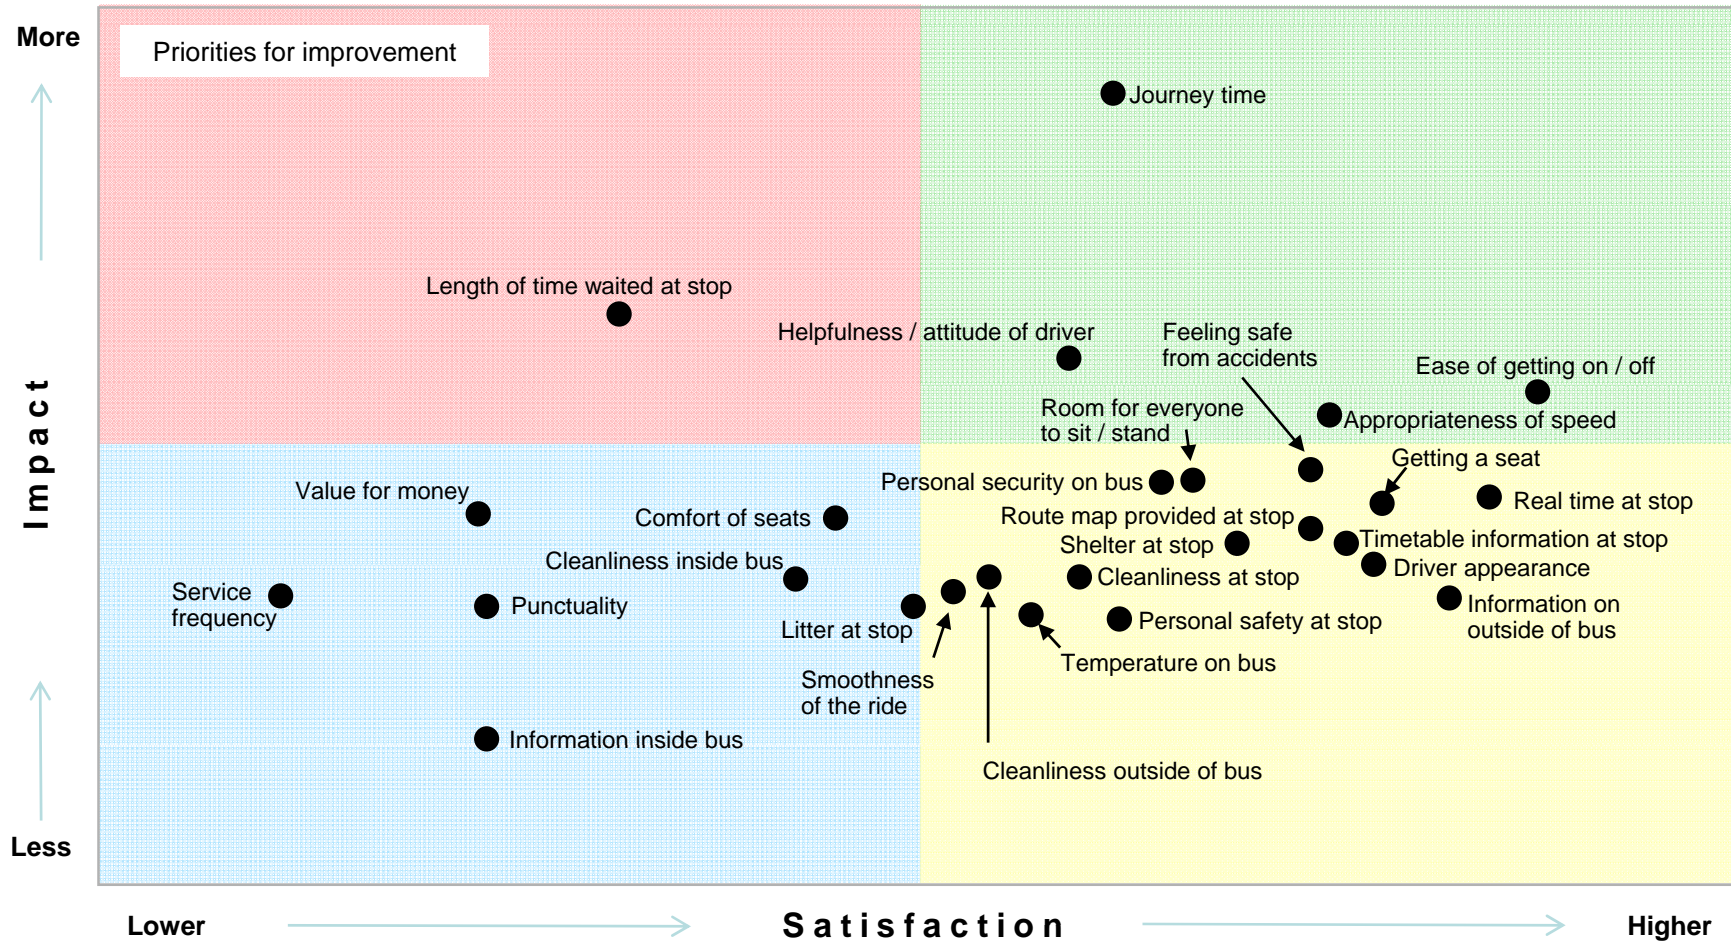 More
Priorities for improvement
Journey time
Length of time waited at stop
Helpfulness / attitude of driver
Feeling safe
from accidents
Ease of getting on / off
Room for everyone
to sit / stand
Appropriateness of speed
Impact
Getting a seat
Value for money
Personal security on bus
Real time at stop
Comfort of seats
Route map provided at stop
Shelter at stop
Timetable information at stop
Cleanliness inside bus
Driver appearance
Cleanliness at stop
Service
frequency
Punctuality
Information on
outside of bus
Litter at stop
Personal safety at stop
Temperature on bus
Smoothness
of the ride
Information inside bus
Cleanliness outside of bus
Less
Lower
Satisfaction
Higher